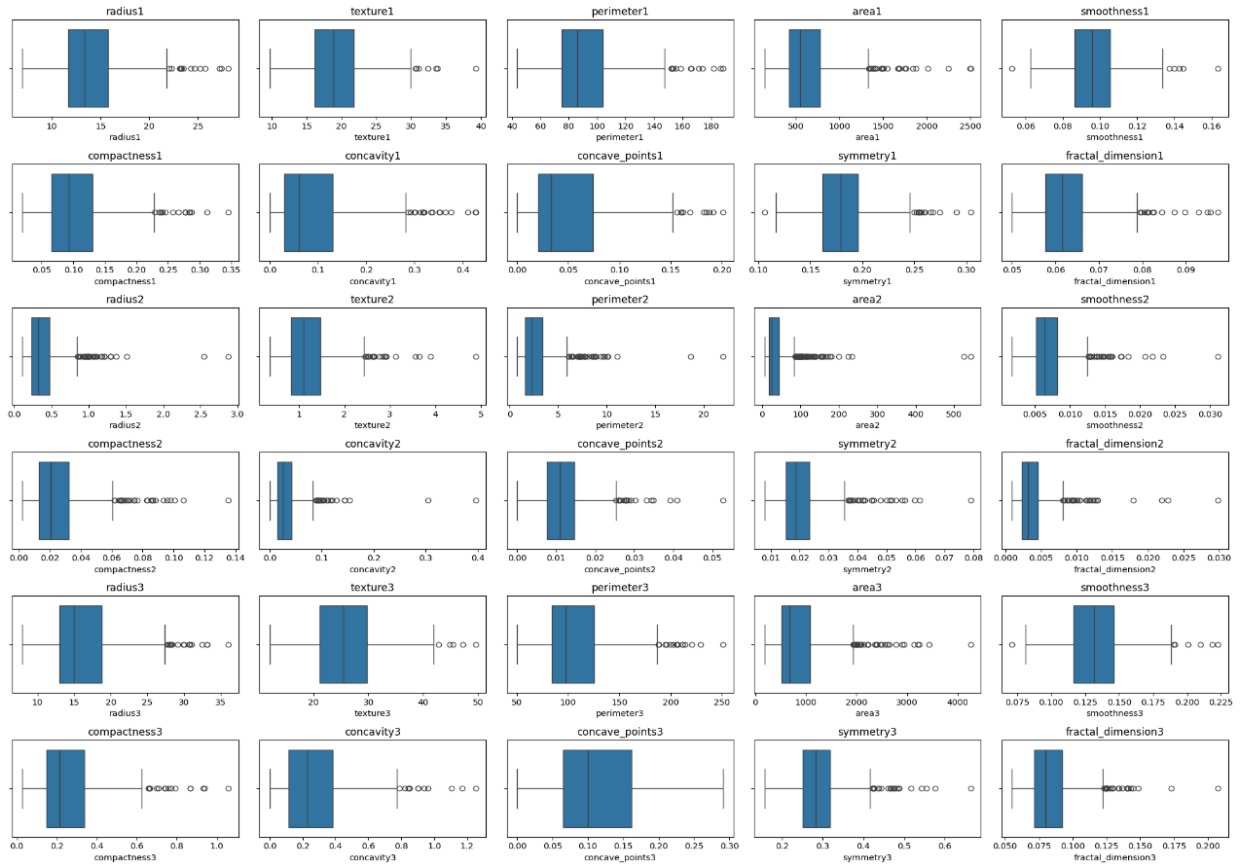 radius1 texture1 perimeter1 area1 smoothness1
10 15 20 25 10 15 20 25 30 35 40 40 60 80 100 120 140 160 180 500 1000 1500 2000 2500 0.06 0.08 0.10 0.12 0.14 0.16
radius1 texture1 perimeter1 area1 smoothness1
compactness1 concavity1 concave_points1 symmetry1 fractal_dimension1
0.05 0.10 0.15 0.20 0.25 0.30 0.35 0.0 0.1 0.2 0.3 0.4 0.00 0.05 0.10 0.15 0.20 0.10 0.15 0.20 0.25 0.30 0.05 0.06 0.07 0.08 0.09
compactness1 concavity1 concave_points1 symmetry1 fractal_dimension1
radius2 texture2 perimeter2 area2 smoothness2
0.0 0.5 1.0 1.5 2.0 2.5 3.0 1 2 3 4 5 0 5 10 15 20 0 100 200 300 400 500 0.005 0.010 0.015 0.020 0.025 0.030
radius2 texture2 perimeter2 area2 smoothness2
compactness2 concavity2 concave_points2 symmetry2 fractal_dimension2
0.00 0.02 0.04 0.06 0.08 0.10 0.12 0.14 0.0 0.1 0.2 0.3 0.4 0.00 0.01 0.02 0.03 0.04 0.05 0.01 0.02 0.03 0.04 0.05 0.06 0.07 0.08 0.000 0.005 0.010 0.015 0.020 0.025 0.030
compactness2 concavity2 concave_points2 symmetry2 fractal_dimension2
radius3 texture3 perimeter3 area3 smoothness3
10 15 20 25 30 35 20 30 40 50 50 100 150 200 250 0 1000 2000 3000 4000 0.075 0.100 0.125 0.150 0.175 0.200 0.225
radius3 texture3 perimeter3 area3 smoothness3
compactness3 concavity3 concave_points3 symmetry3 fractal_dimension3
0.0 0.2 0.4 0.6 0.8 1.0 0.0 0.2 0.4 0.6 0.8 1.0 1.2 0.00 0.05 0.10 0.15 0.20 0.25 0.30 0.2 0.3 0.4 0.5 0.6 0.050 0.075 0.100 0.125 0.150 0.175 0.200
compactness3 concavity3 concave_points3 symmetry3 fractal_dimension3